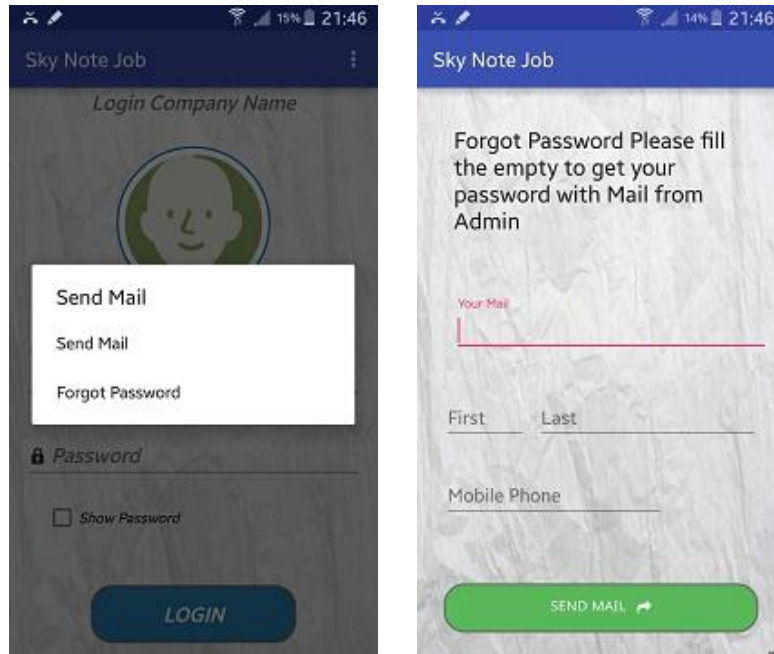 15% 21:46
Sky Note Job
Login Company Name
Send Mail
Send Mail
Forgot Password
Password
Show Password
LOGIN
14% 21:46
Sky Note Job
Forgot Password Please fill
the empty to get your
password with Mail from
Admin
Your Mail
First Last
Mobile Phone
SEND MAIL